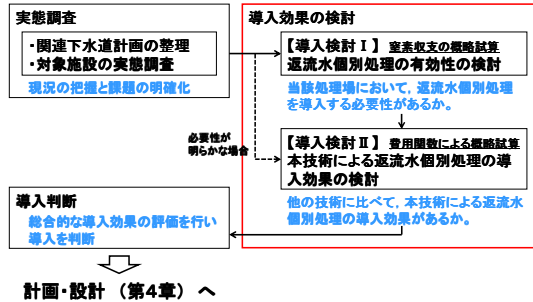 実態調査
・関連下水道計画の整理
・対象施設の実態調査
現況の把握と課題の明確化
導入効果の検討
【導入検討Ⅰ】 窒素収支の概略試算
返流水個別処理の有効性の検討
当該処理場において，返流水個別処理
を導入する必要性があるか。
必要性が
明らかな場合
【導入検討Ⅱ】 費用関数による概略試算
本技術による返流水個別処理の導
入効果の検討
他の技術に比べて，本技術による返流水
個別処理の導入効果があるか。
導入判断
総合的な導入効果の評価を行い
導入を判断
計画・設計 （第4章） へ